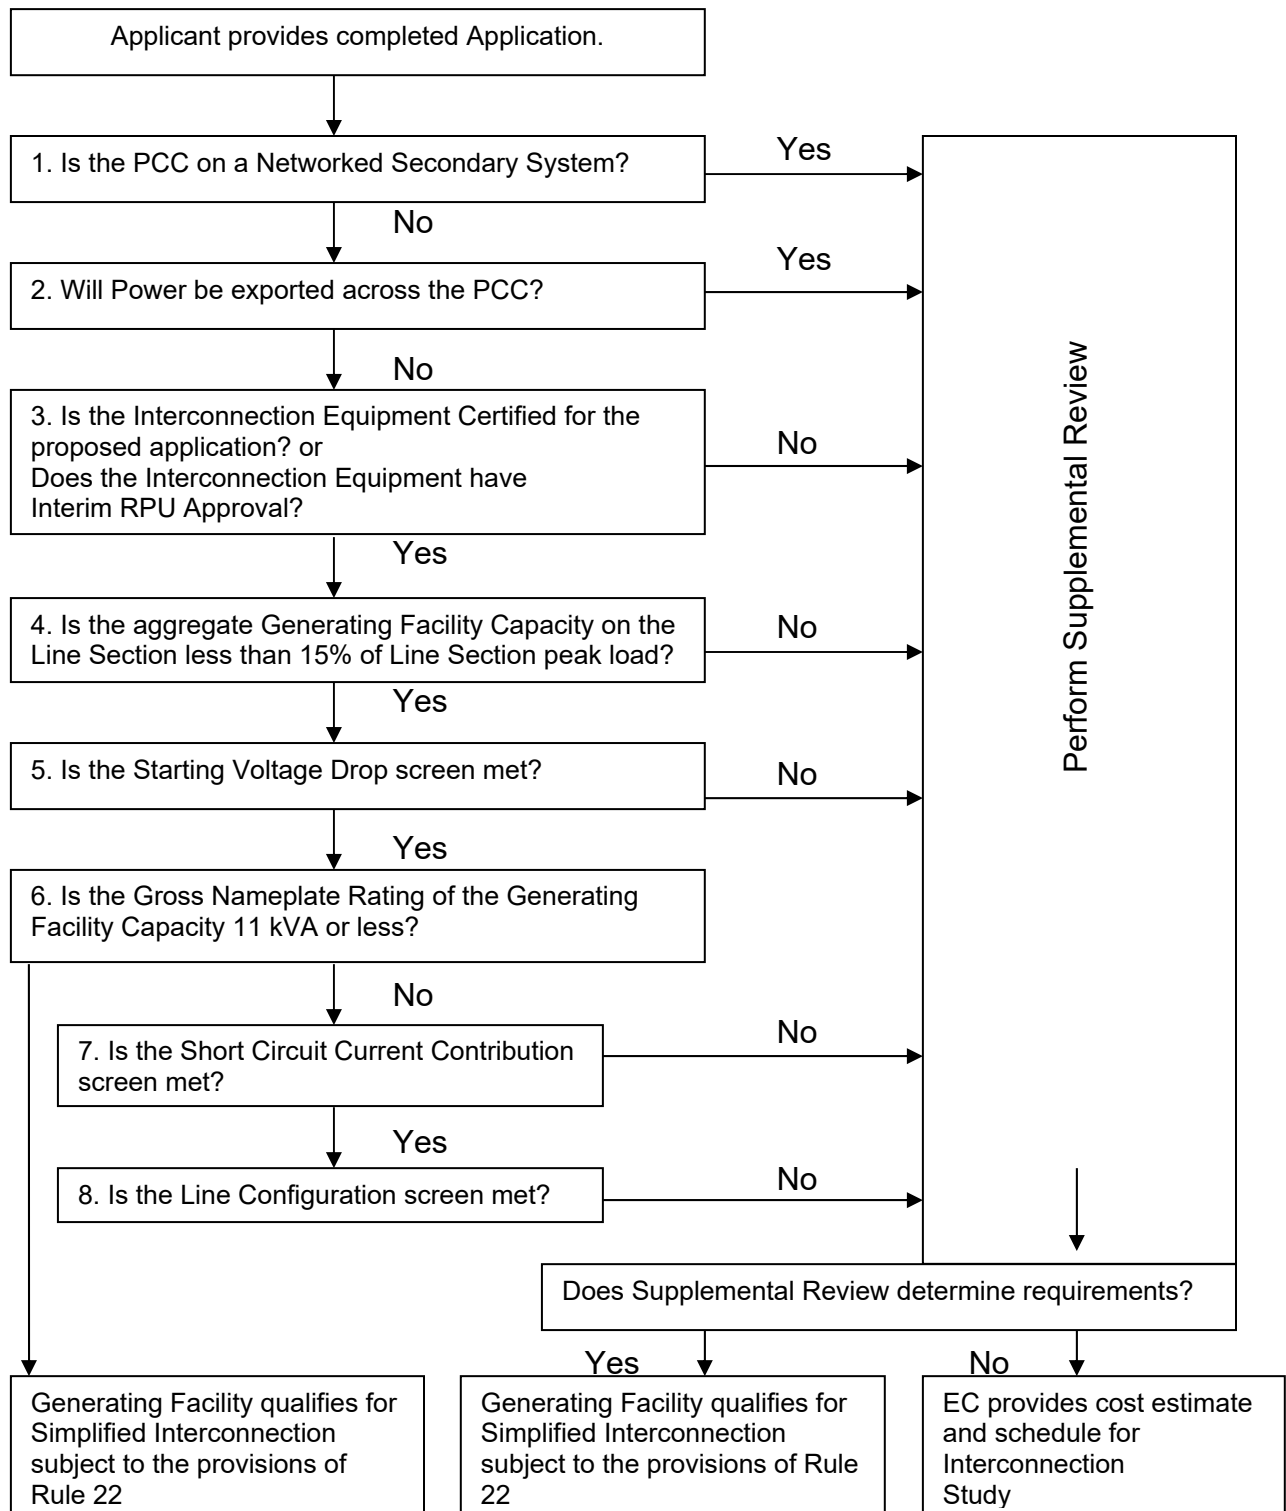 Applicant provides completed Application.
1. Is the PCC on a Networked Secondary System?
Yes
No
2. Will Power be exported across the PCC?
Yes
No
3. Is the Interconnection Equipment Certified for the
proposed application? or
Does the Interconnection Equipment have
Interim RPU Approval?
No
Yes
4. Is the aggregate Generating Facility Capacity on the
Line Section less than 15% of Line Section peak load?
No
Yes
5. Is the Starting Voltage Drop screen met?
No
Yes
6. Is the Gross Nameplate Rating of the Generating
Facility Capacity 11 kVA or less?
No
7. Is the Short Circuit Current Contribution
screen met?
No
Yes
8. Is the Line Configuration screen met?
No
Perform Supplemental Review
Does Supplemental Review determine requirements?
Yes
No
Generating Facility qualifies for
Simplified Interconnection
subject to the provisions of
Rule 22
Generating Facility qualifies for
Simplified Interconnection
subject to the provisions of Rule
22
EC provides cost estimate
and schedule for
Interconnection
Study